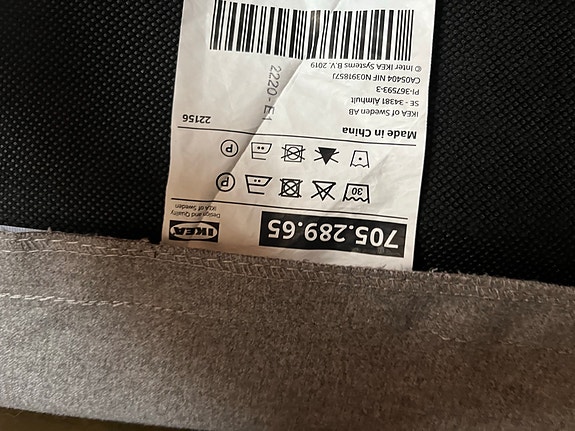 705.289.65
IKEA
Design and Quality
IKEA of Sweden
30
P
P
Made in China
22156
IKEA of Sweden AB
SE - 34381 Älmhult
PI-367593-3
CA05404 NIF N0391857J
© Inter IKEA Systems B.V. 2019
2220 - E1